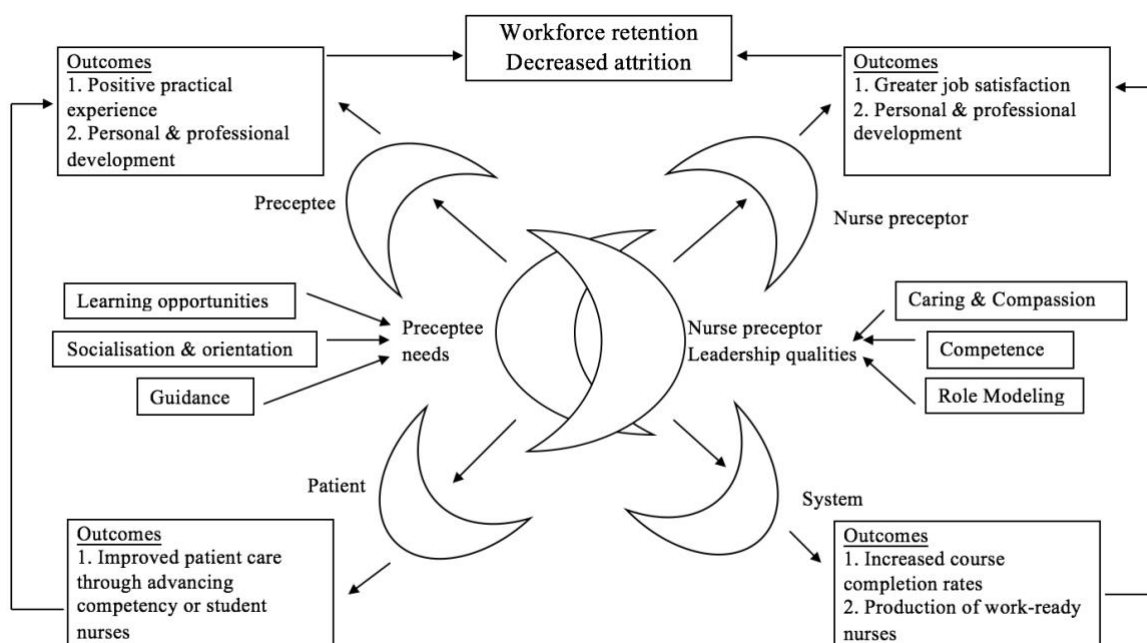 Workforce retention
Decreased attrition
Outcomes
1. Positive practical
experience
2. Personal & professional
development
Outcomes
1. Greater job satisfaction
2. Personal & professional
development
Preceptee
Nurse preceptor
Learning opportunities
Socialisation & orientation
Guidance
Preceptee
needs
Nurse preceptor
Leadership qualities
Caring & Compassion
Competence
Role Modeling
Patient
System
Outcomes
1. Improved patient care
through advancing
competency or student
nurses
Outcomes
1. Increased course
completion rates
2. Production of work-ready
nurses